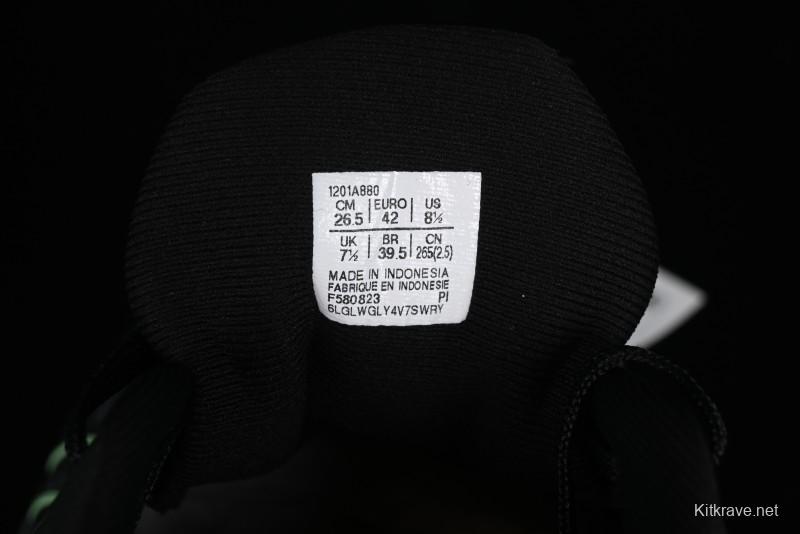 1201A880
CM | EURO | US
26.5 | 42 | 8½
UK | BR | CN
7½ | 39.5 | 265(2.5)
MADE IN INDONESIA
FABRIQUE EN INDONESIE
F580823 PI
6LGLWGLY4V7SWRY
Kitkrave.net